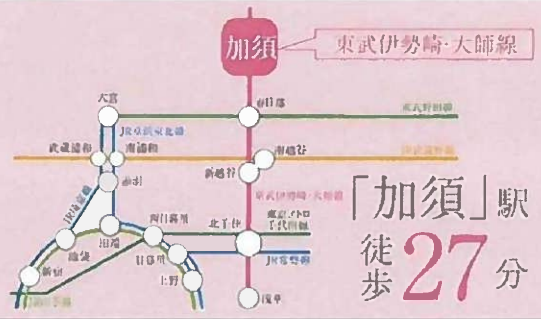 加須
東武伊勢崎・大師線
大宮
春日部
東武野田線
JR京浜東北線
武蔵浦和
南浦和
南越谷
JR武蔵野線
新越谷
赤羽
JR埼京線
東武伊勢崎・大師線
「加須」駅
徒歩27分
北千住
東京メトロ
千代田線
西日暮里
田端
池袋
日暮里
JR常磐線
新宿
上野
浅草